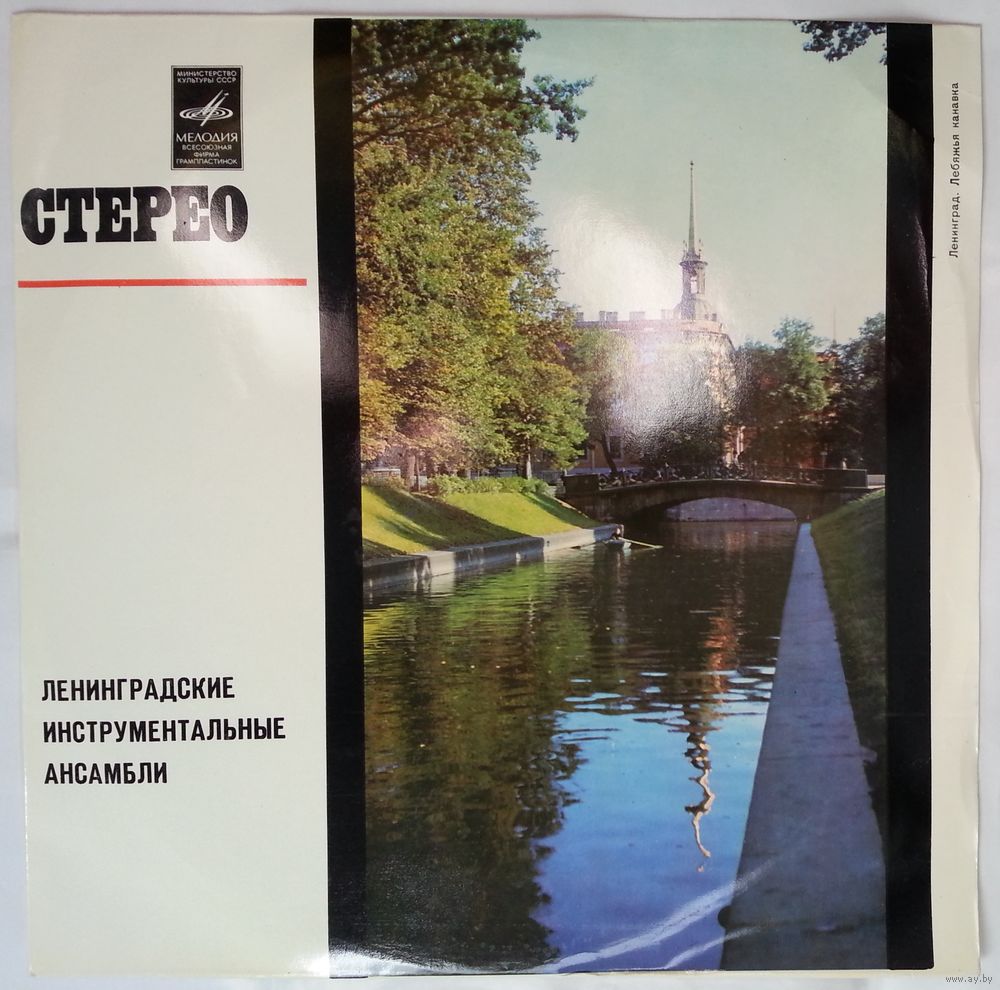 МИНИСТЕРСТВО
КУЛЬТУРЫ СССР
МЕЛОДИЯ
ВСЕСОЮЗНАЯ
ФИРМА
ГРАМПЛАСТИНОК
СТЕРЕО
ЛЕНИНГРАДСКИЕ
ИНСТРУМЕНТАЛЬНЫЕ
АНСАМБЛИ
Ленинград. Лебяжья канавка
www.ay.by